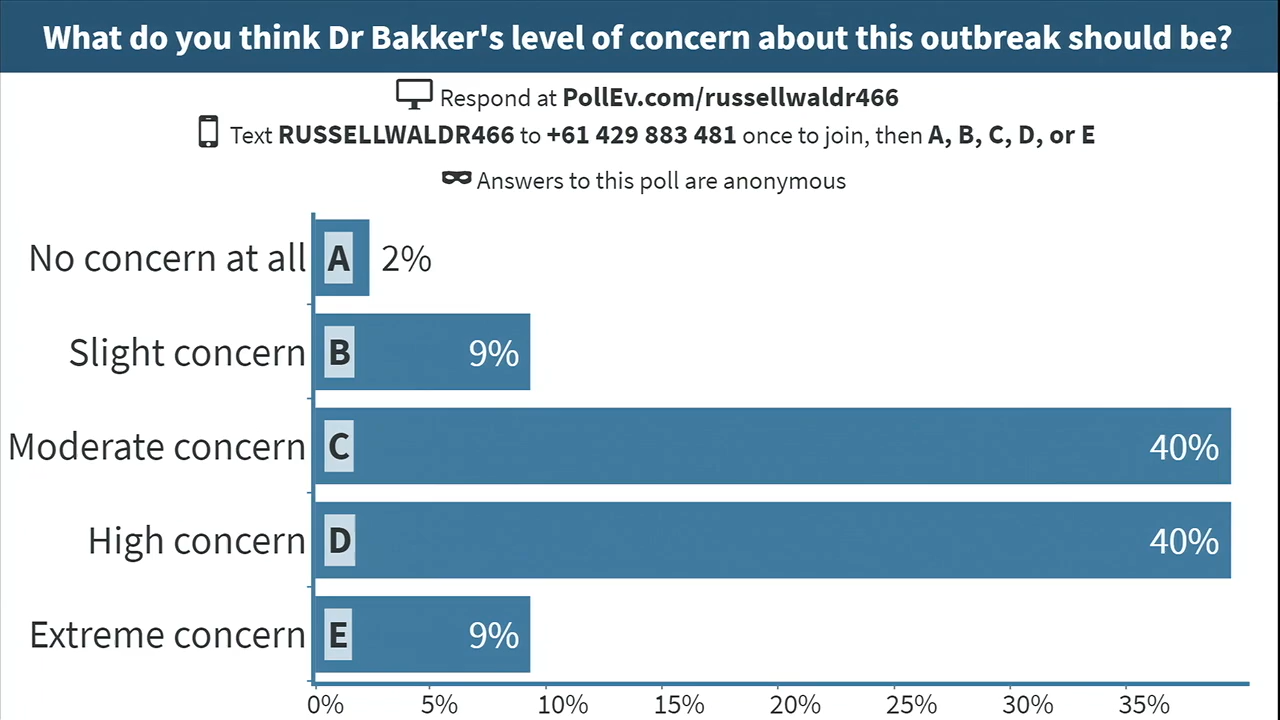 What do you think Dr Bakker's level of concern about this outbreak should be?
Respond at PollEv.com/russellwaldr466
Text RUSSELLWALDR466 to +61 429 883 481 once to join, then A, B, C, D, or E
Answers to this poll are anonymous
No concern at all A 2%
Slight concern B 9%
Moderate concern C 40%
High concern D 40%
Extreme concern E 9%
0% 5% 10% 15% 20% 25% 30% 35%